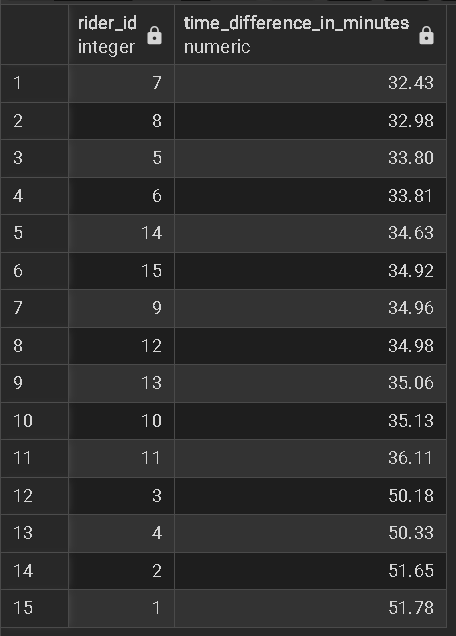 rider_id time_difference_in_minutes
integer numeric
1 7 32.43
2 8 32.98
3 5 33.80
4 6 33.81
5 14 34.63
6 15 34.92
7 9 34.96
8 12 34.98
9 13 35.06
10 10 35.13
11 11 36.11
12 3 50.18
13 4 50.33
14 2 51.65
15 1 51.78